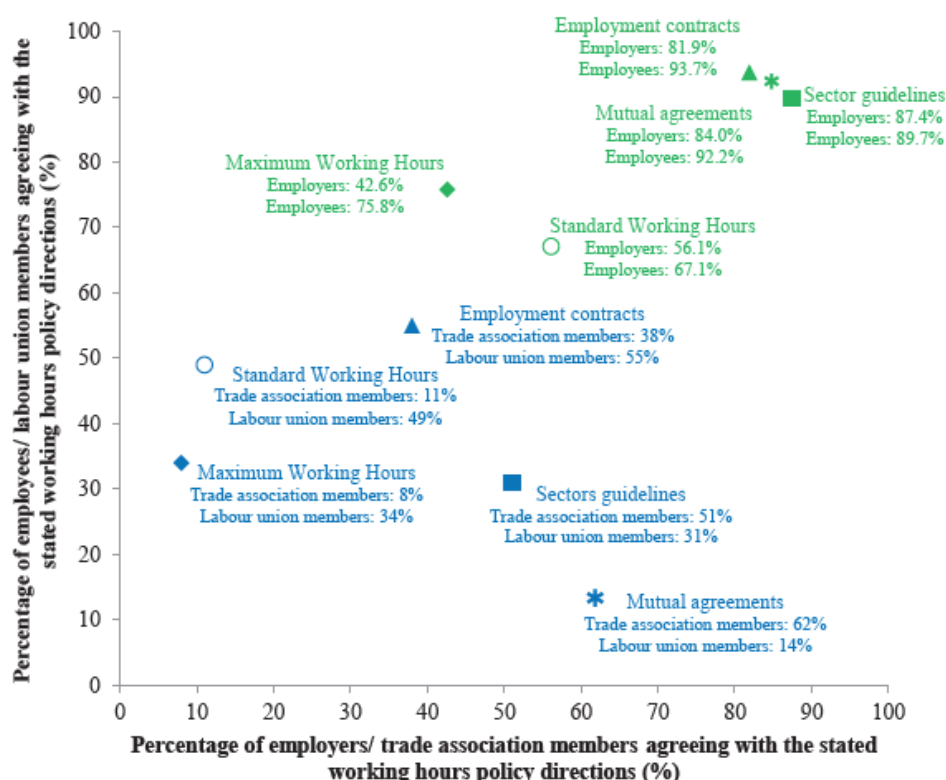 Percentage of employees/ labour union members agreeing with the
stated working hours policy directions (%)
100
90
80
70
60
50
40
30
20
10
0
Employment contracts
Employers: 81.9%
Employees: 93.7%
Sector guidelines
Employers: 87.4%
Employees: 89.7%
Mutual agreements
Employers: 84.0%
Employees: 92.2%
Maximum Working Hours
Employers: 42.6%
Employees: 75.8%
Standard Working Hours
Employers: 56.1%
Employees: 67.1%
Employment contracts
Trade association members: 38%
Labour union members: 55%
Standard Working Hours
Trade association members: 11%
Labour union members: 49%
Maximum Working Hours
Trade association members: 8%
Labour union members: 34%
Sectors guidelines
Trade association members: 51%
Labour union members: 31%
Mutual agreements
Trade association members: 62%
Labour union members: 14%
0 10 20 30 40 50 60 70 80 90 100
Percentage of employers/ trade association members agreeing with the stated
working hours policy directions (%)